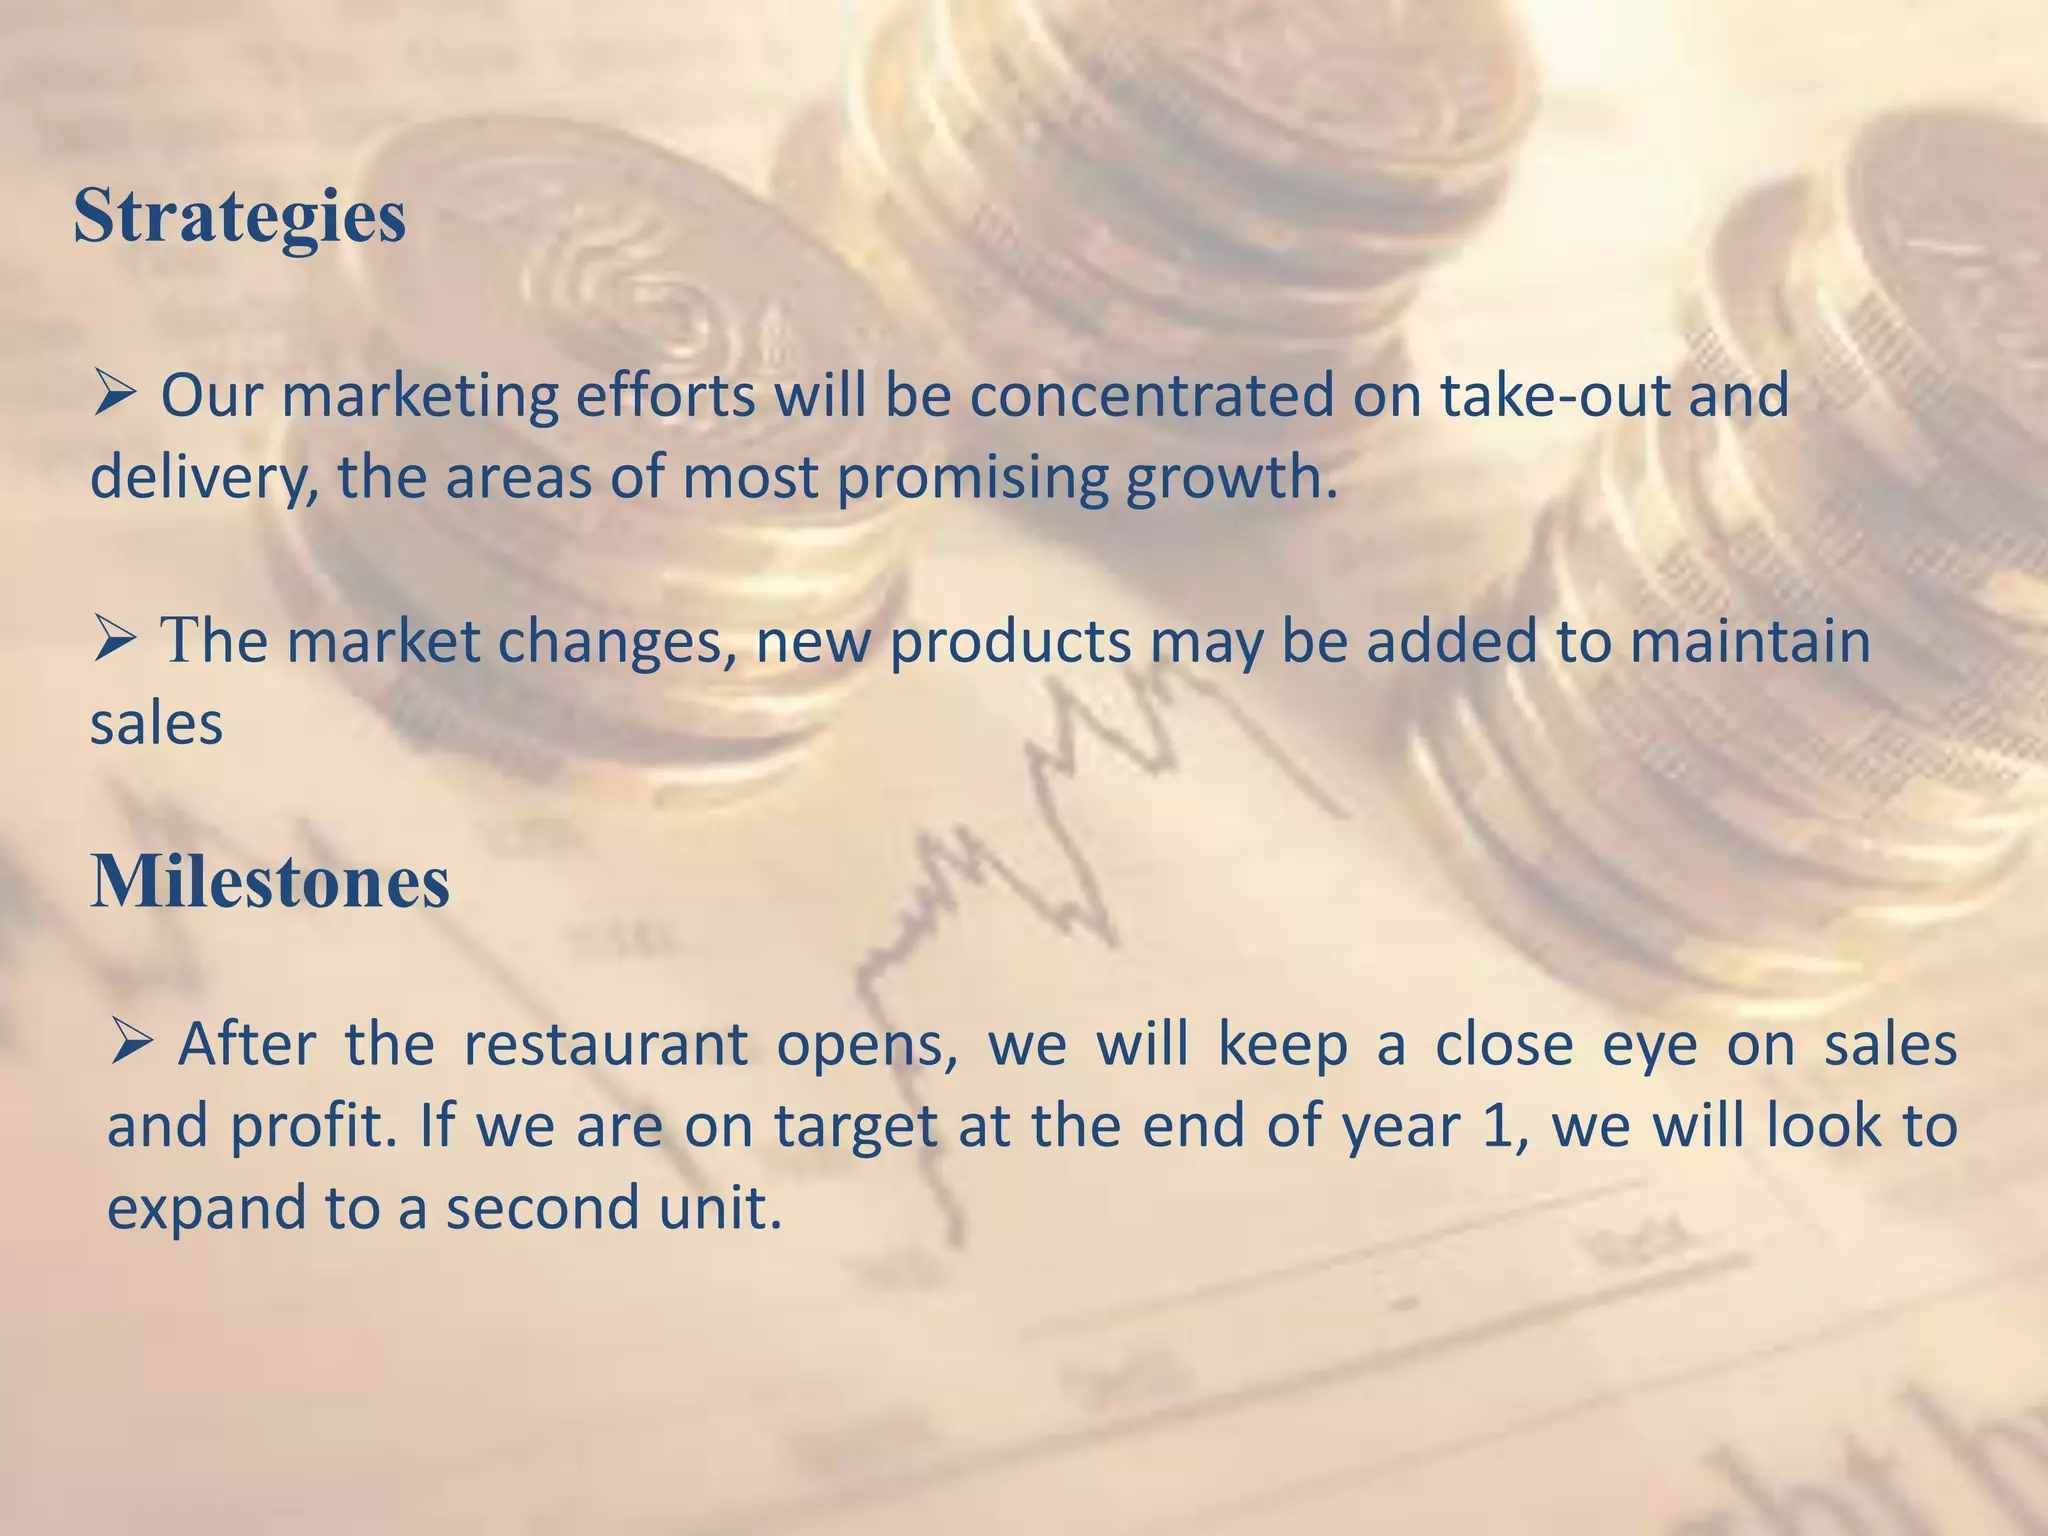 Strategies
➢ Our marketing efforts will be concentrated on take-out and
delivery, the areas of most promising growth.
➢ The market changes, new products may be added to maintain
sales
Milestones
➢ After the restaurant opens, we will keep a close eye on sales
and profit. If we are on target at the end of year 1, we will look to
expand to a second unit.